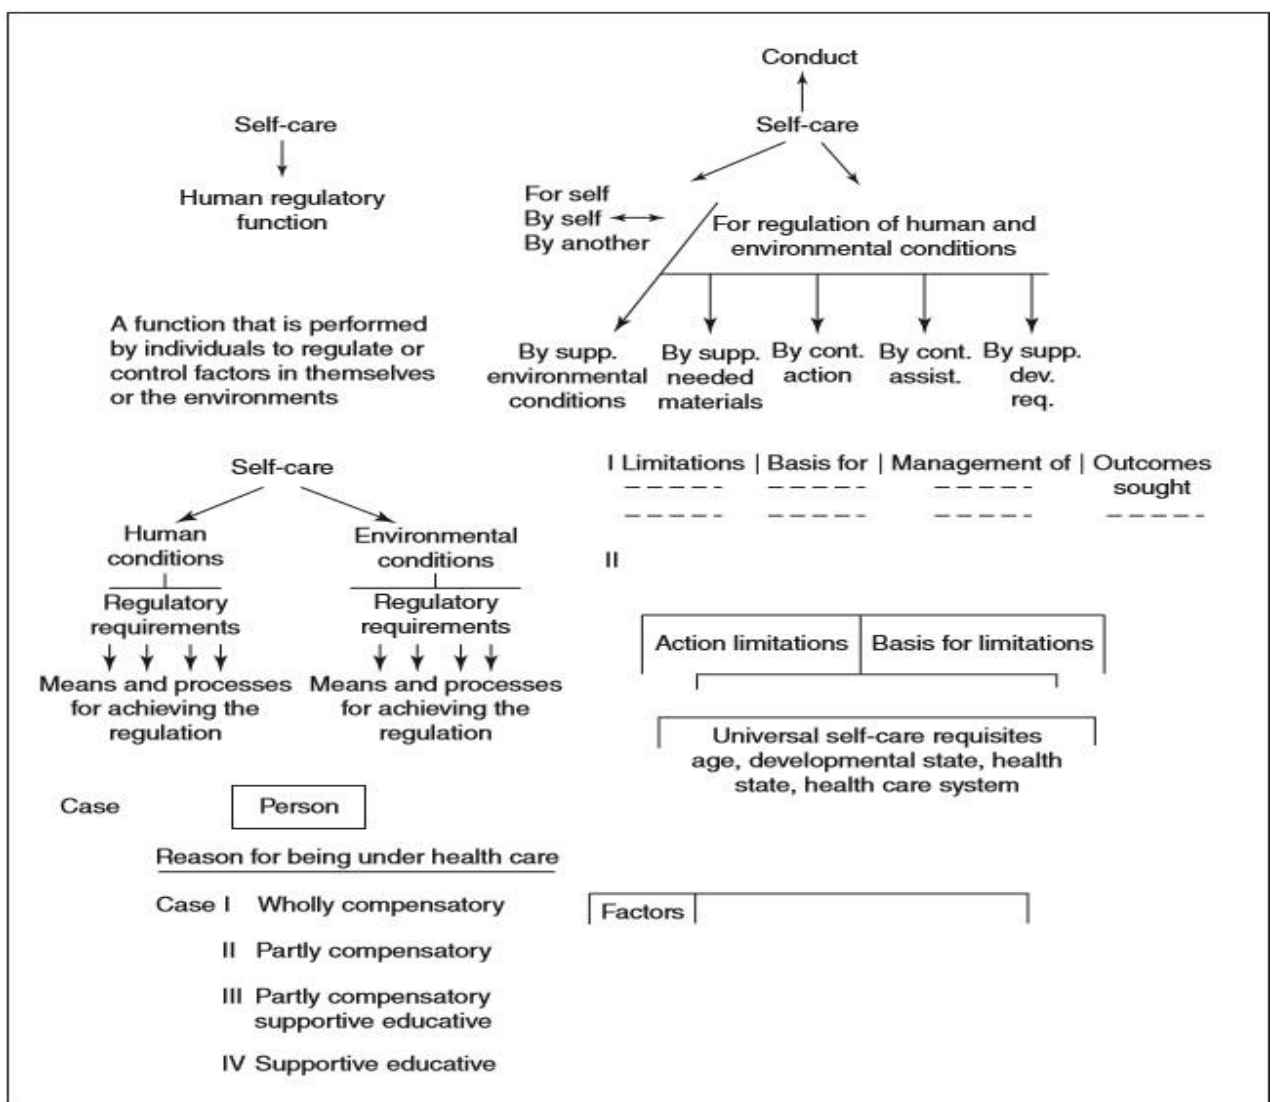 Self-care
Human regulatory
function
A function that is performed
by individuals to regulate or
control factors in themselves
or the environments
Conduct
Self-care
For self
By self
By another
For regulation of human and
environmental conditions
By supp.
environmental
conditions
By supp.
needed
materials
By cont.
action
By cont.
assist.
By supp.
dev.
req.
Self-care
Human
conditions
Environmental
conditions
Regulatory
requirements
Regulatory
requirements
Means and processes
for achieving the
regulation
Means and processes
for achieving the
regulation
I Limitations | Basis for | Management of | Outcomes
sought
II
Action limitations
Basis for limitations
Universal self-care requisites
age, developmental state, health
state, health care system
Case
Person
Reason for being under health care
Case I Wholly compensatory
II Partly compensatory
III Partly compensatory
supportive educative
IV Supportive educative
Factors